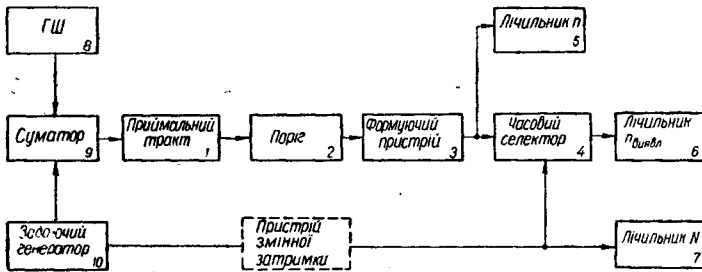 ГШ
8
Лічильник n
5
Суматор
9
Приймальний
тракт
1
Поріг
2
Формуючий
пристрій
3
Часовий
селектор
4
Лічильник
n виявл
6
Задаючий
генератор
10
Пристрій
змінної
затримки
Лічильник N
7